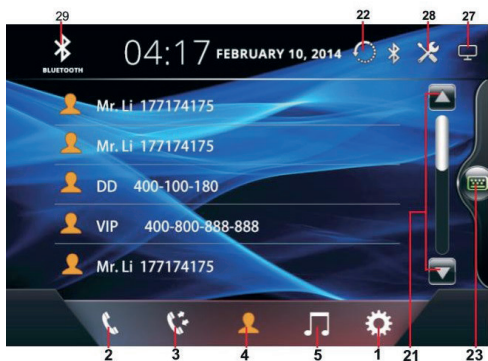 29 22 28 27
04:17 FEBRUARY 10, 2014
BLUETOOTH
Mr. Li 177174175
Mr. Li 177174175
DD 400-100-180
VIP 400-800-888-888
Mr. Li 177174175
2 3 4 5 1 21 23